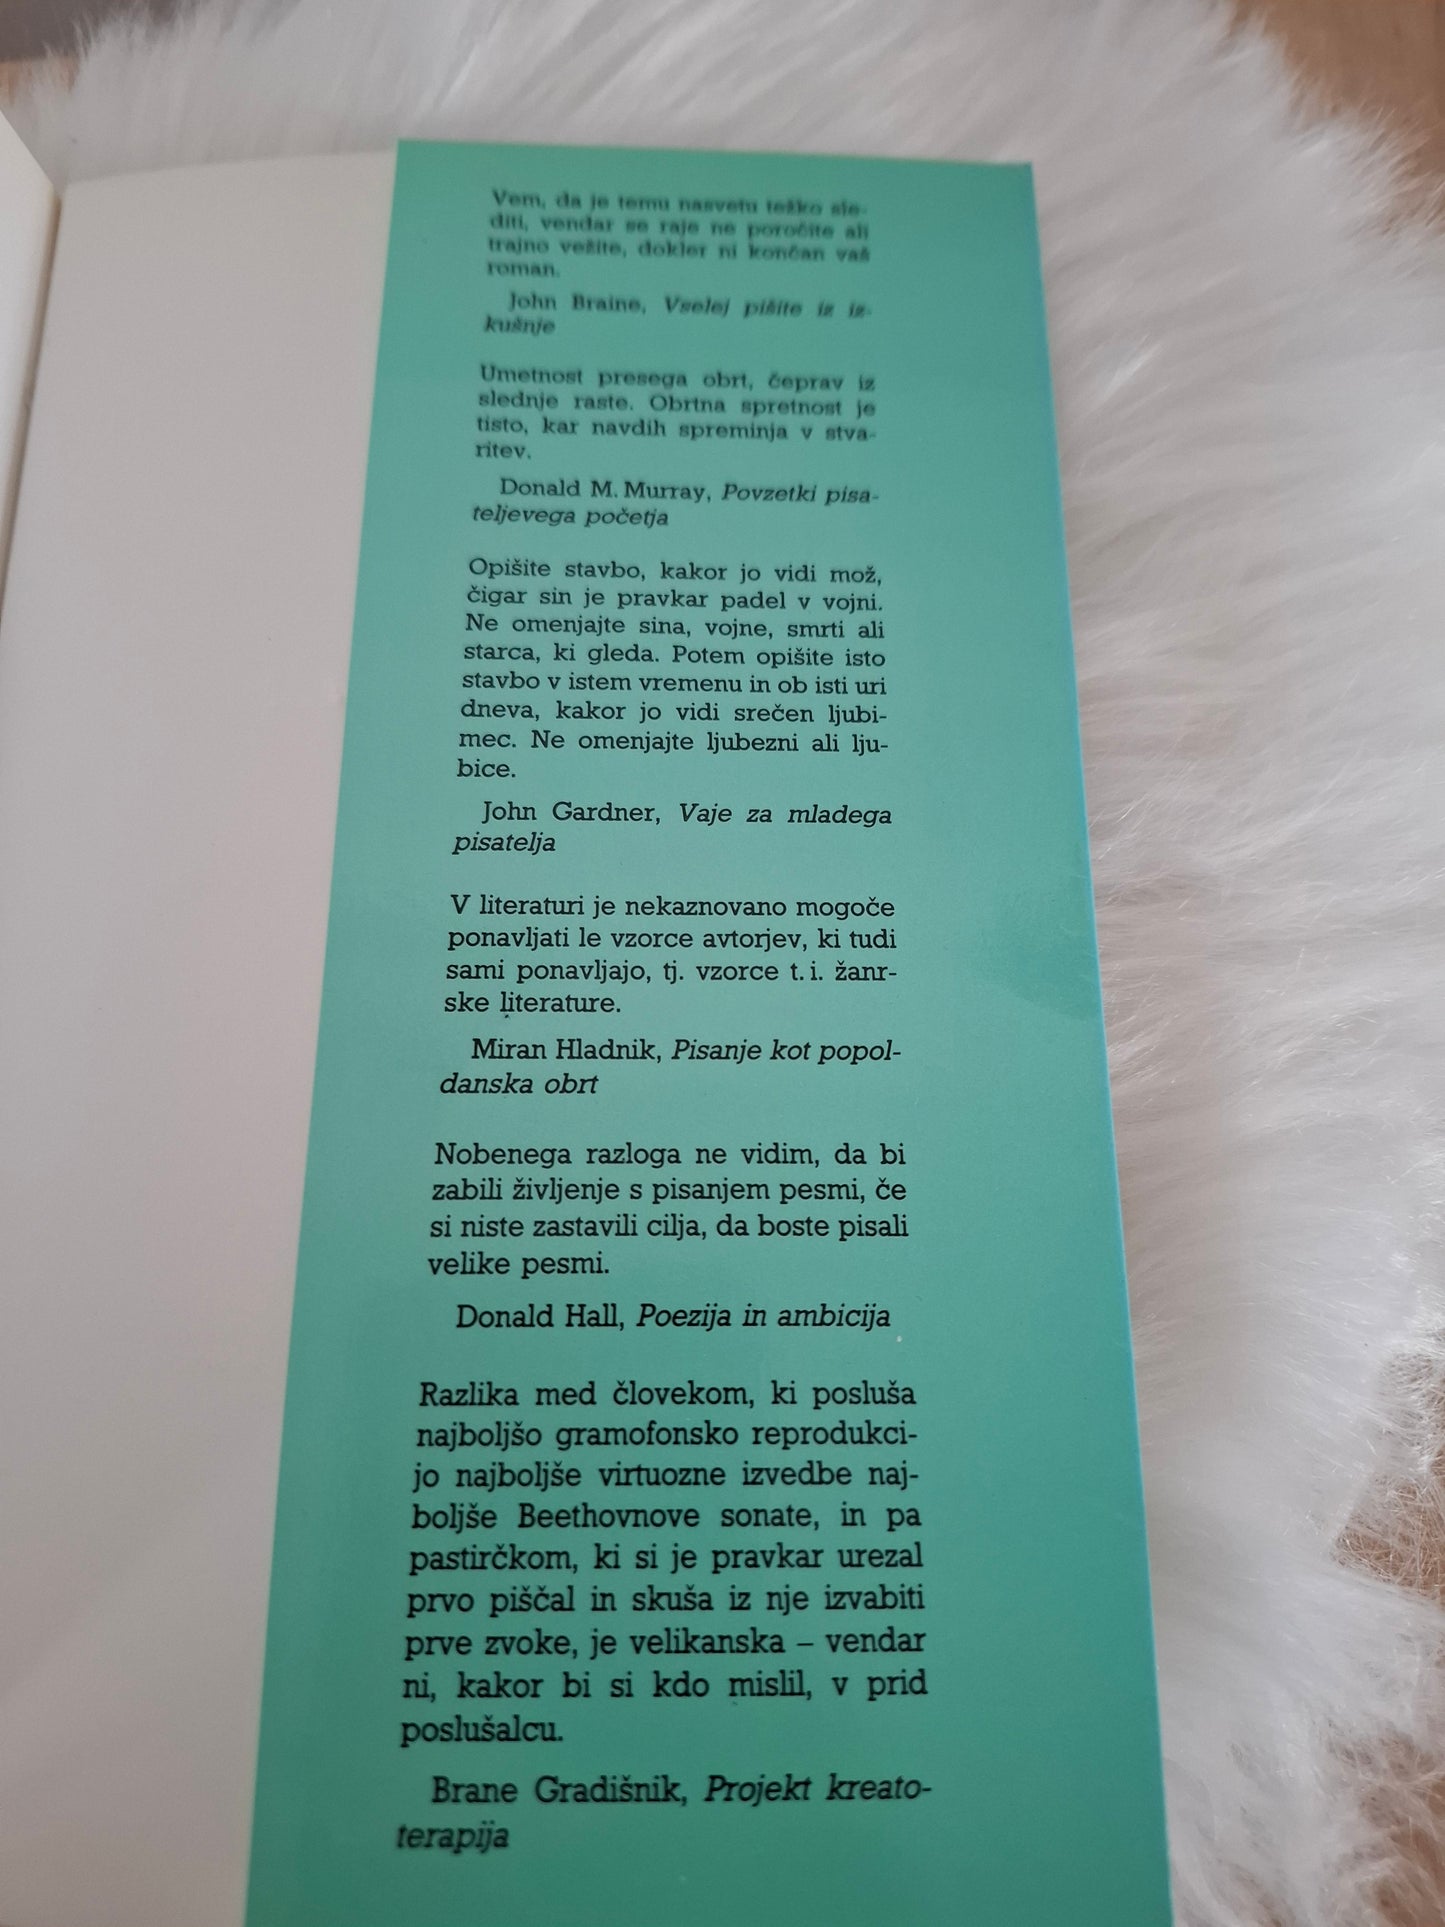 Vem, da je temu nasvetu težko sle-
diti, vendar se raje ne poročite ali
trajno vežite, dokler ni končan vaš
roman.
John Braine, Vselej pišite iz iz-
kušnje
Umetnost presega obrt, čeprav iz
slednje raste. Obrtna spretnost je
tisto, kar navdih spreminja v stva-
ritev.
Donald M. Murray, Povzetki pisa-
teljevega početja
Opišite stavbo, kakor jo vidi mož,
čigar sin je pravkar padel v vojni.
Ne omenjajte sina, vojne, smrti ali
starca, ki gleda. Potem opišite isto
stavbo v istem vremenu in ob isti uri
dneva, kakor jo vidi srečen ljubi-
mec. Ne omenjajte ljubezni ali lju-
bice.
John Gardner, Vaje za mladega
pisatelja
V literaturi je nekaznovano mogoče
ponavljati le vzorce avtorjev, ki tudi
sami ponavljajo, tj. vzorce t. i. žanr-
ske literature.
Miran Hladnik, Pisanje kot popol-
danska obrt
Nobenega razloga ne vidim, da bi
zabili življenje s pisanjem pesmi, če
si niste zastavili cilja, da boste pisali
velike pesmi.
Donald Hall, Poezija in ambicija
Razlika med človekom, ki posluša
najboljšo gramofonsko reprodukci-
jo najboljše virtuozne izvedbe naj-
boljše Beethovnove sonate, in pa
pastirčkom, ki si je pravkar urezal
prvo piščal in skuša iz nje izvabiti
prve zvoke, je velikanska – vendar
ni, kakor bi si kdo mislil, v prid
poslušalcu.
Brane Gradišnik, Projekt kreato-
terapija